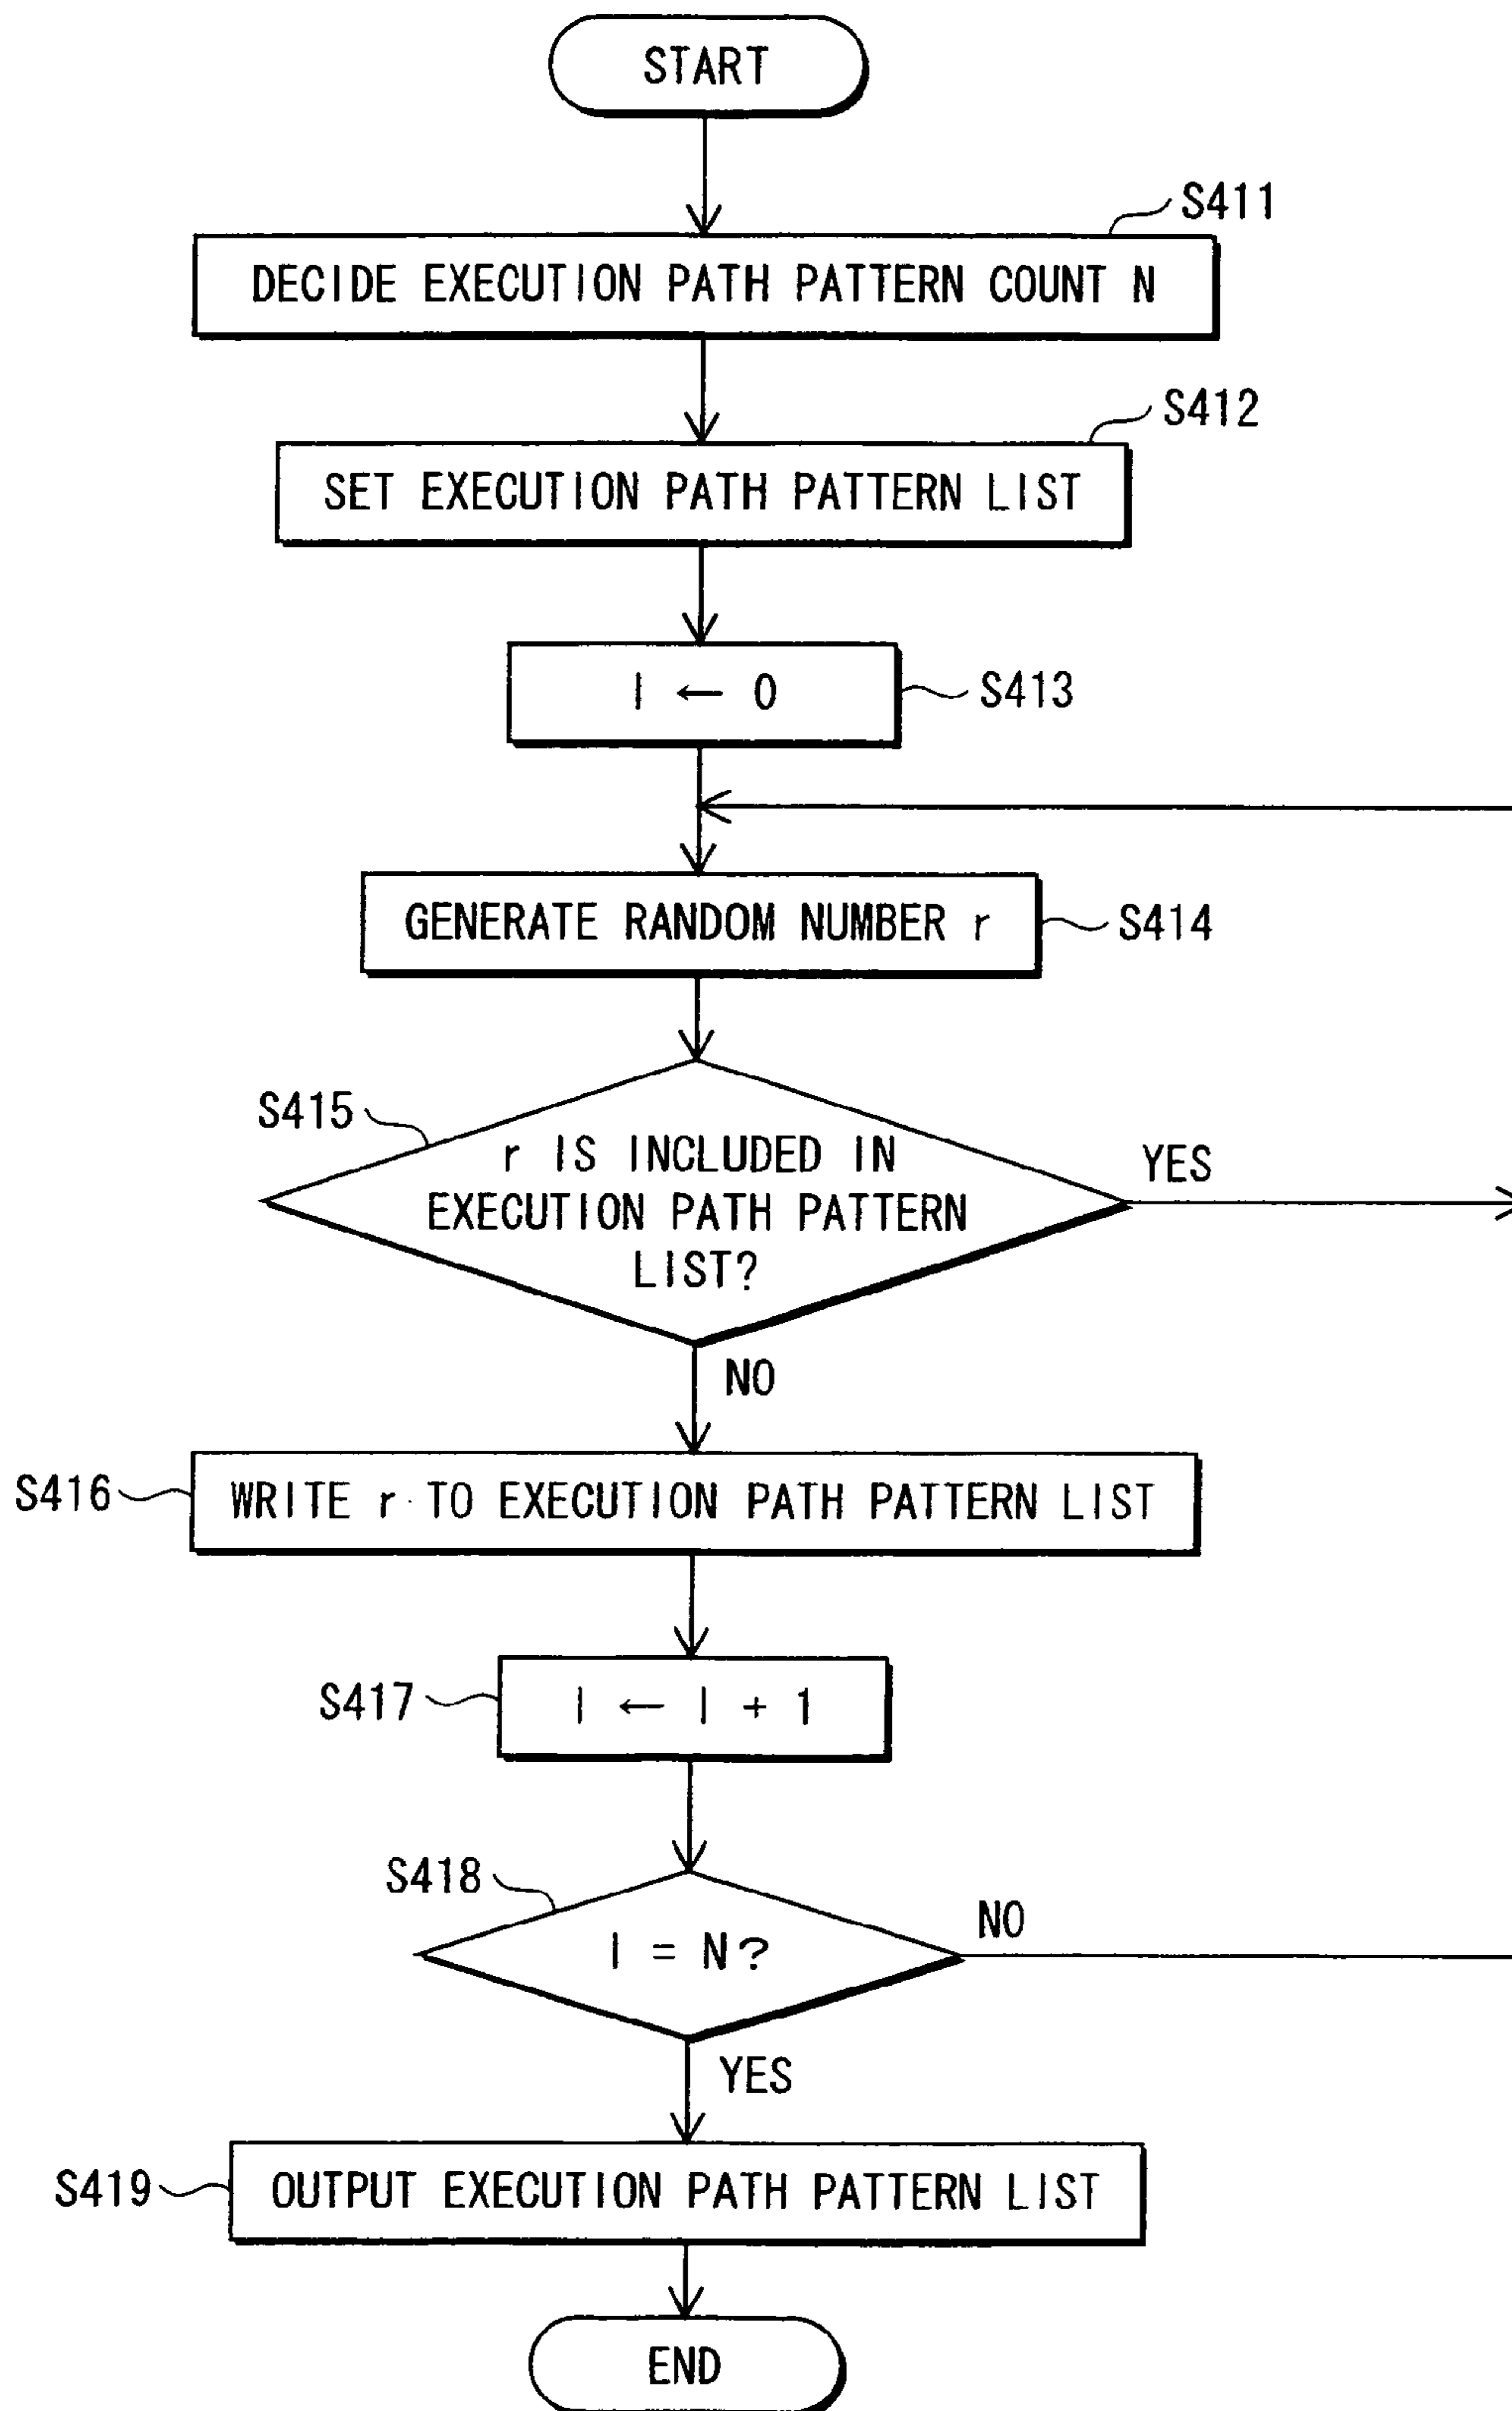 START
S411
DECIDE EXECUTION PATH PATTERN COUNT N
S412
SET EXECUTION PATH PATTERN LIST
I ← 0
S413
GENERATE RANDOM NUMBER r
S414
S415
r IS INCLUDED IN
EXECUTION PATH PATTERN
LIST?
YES
NO
S416
WRITE r TO EXECUTION PATH PATTERN LIST
S417
I ← I + 1
S418
I = N?
NO
YES
S419
OUTPUT EXECUTION PATH PATTERN LIST
END